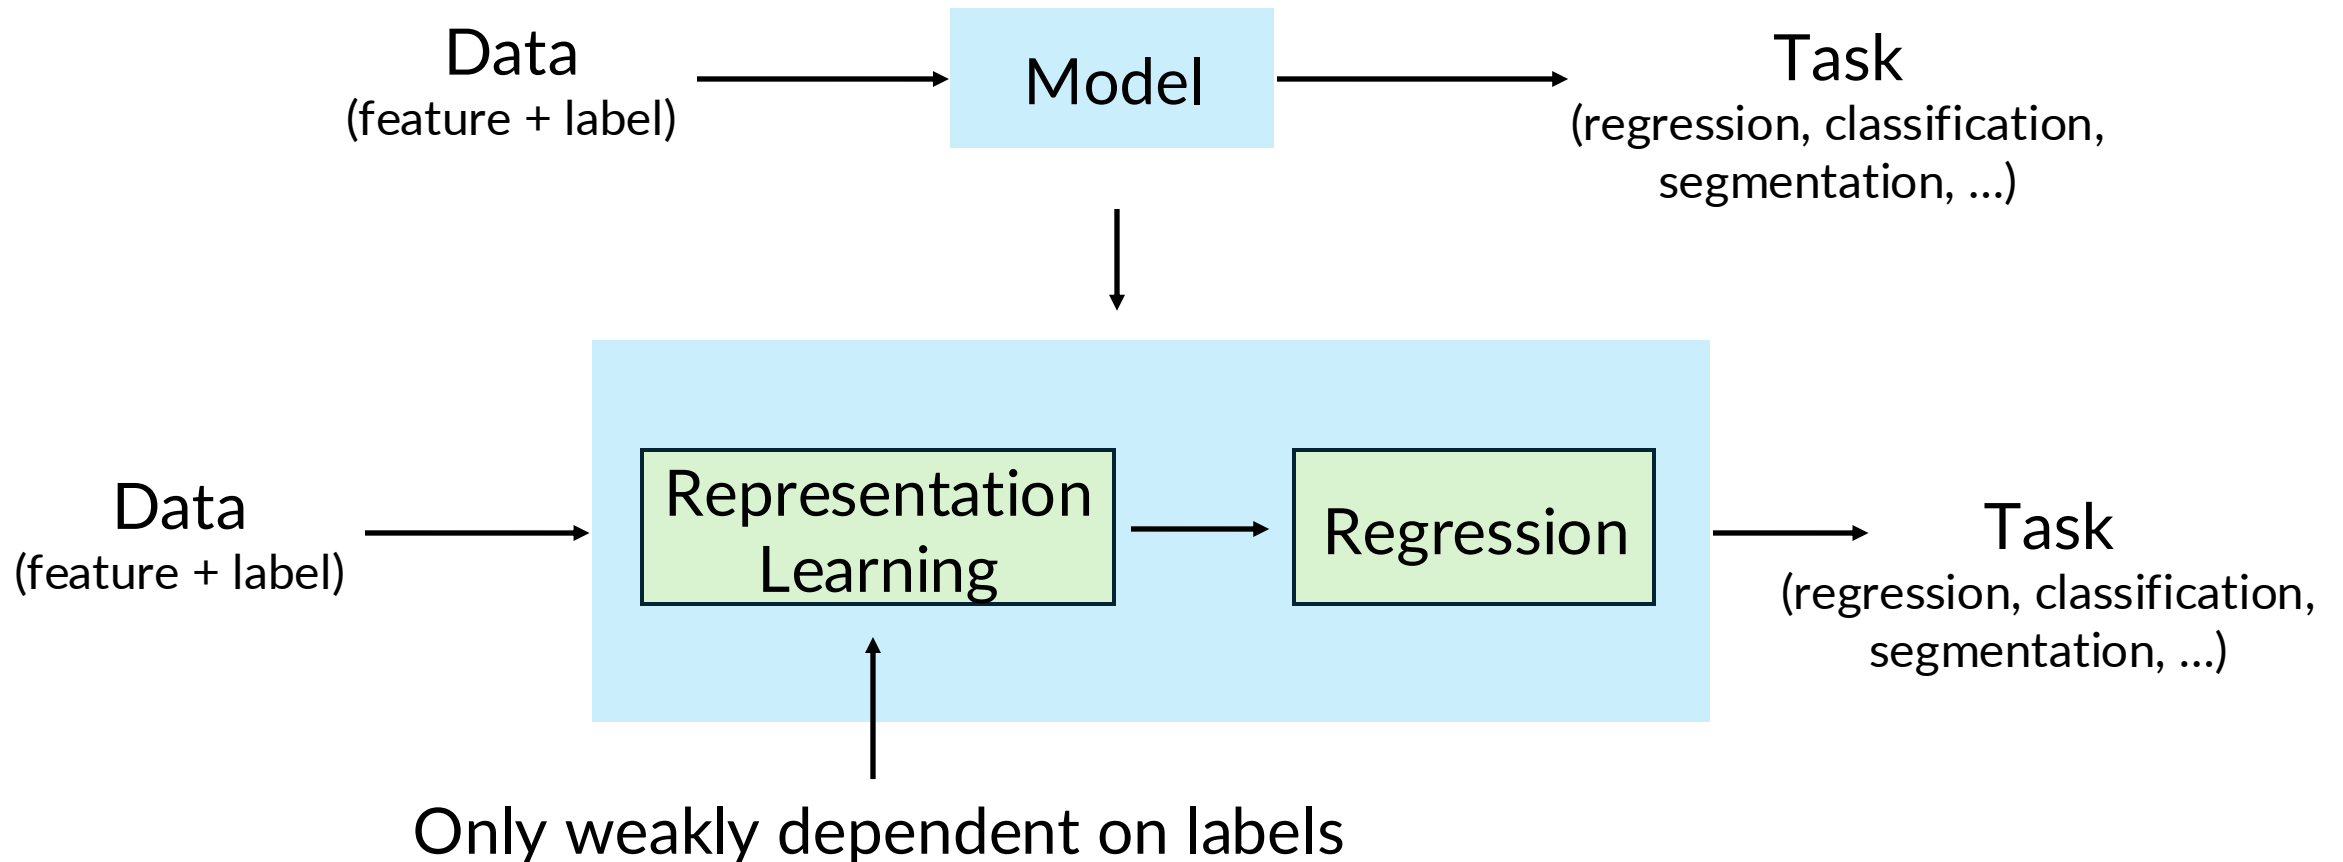 Data
(feature + label)
Model
Task
(regression, classification,
segmentation, ...)
Data
(feature + label)
Representation
Learning
Regression
Task
(regression, classification,
segmentation, ...)
Only weakly dependent on labels